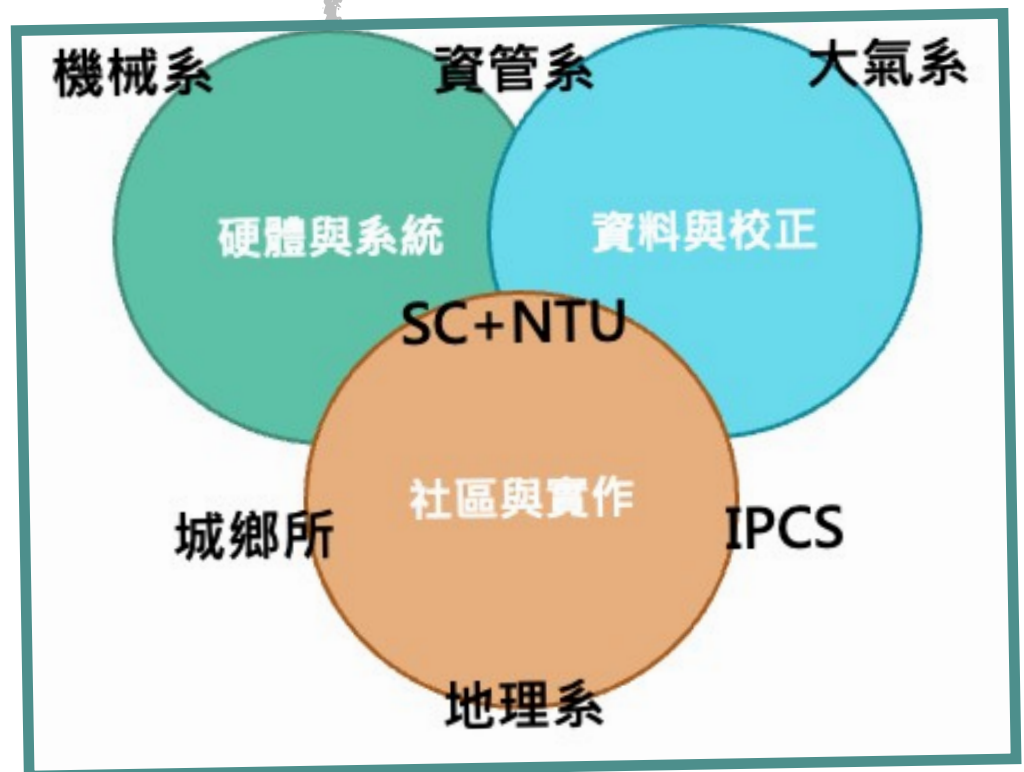 機械系
資管系
大氣系
硬體與系統
資料與校正
SC+NTU
社區與實作
城鄉所
IPCS
地理系